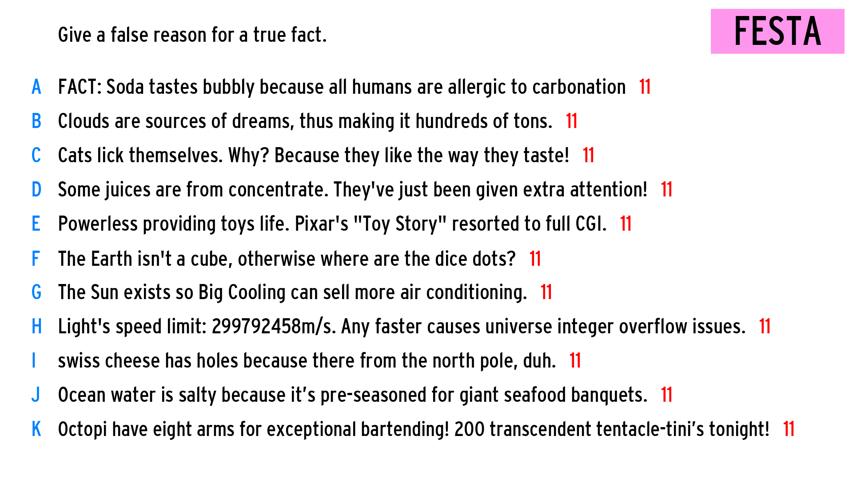 Give a false reason for a true fact.
FESTA
A FACT: Soda tastes bubbly because all humans are allergic to carbonation 11
B Clouds are sources of dreams, thus making it hundreds of tons. 11
C Cats lick themselves. Why? Because they like the way they taste! 11
D Some juices are from concentrate. They've just been given extra attention! 11
E Powerless providing toys life. Pixar's "Toy Story" resorted to full CGI. 11
F The Earth isn't a cube, otherwise where are the dice dots? 11
G The Sun exists so Big Cooling can sell more air conditioning. 11
H Light's speed limit: 299792458m/s. Any faster causes universe integer overflow issues. 11
I swiss cheese has holes because there from the north pole, duh. 11
J Ocean water is salty because it’s pre-seasoned for giant seafood banquets. 11
K Octopi have eight arms for exceptional bartending! 200 transcendent tentacle-tini’s tonight! 11